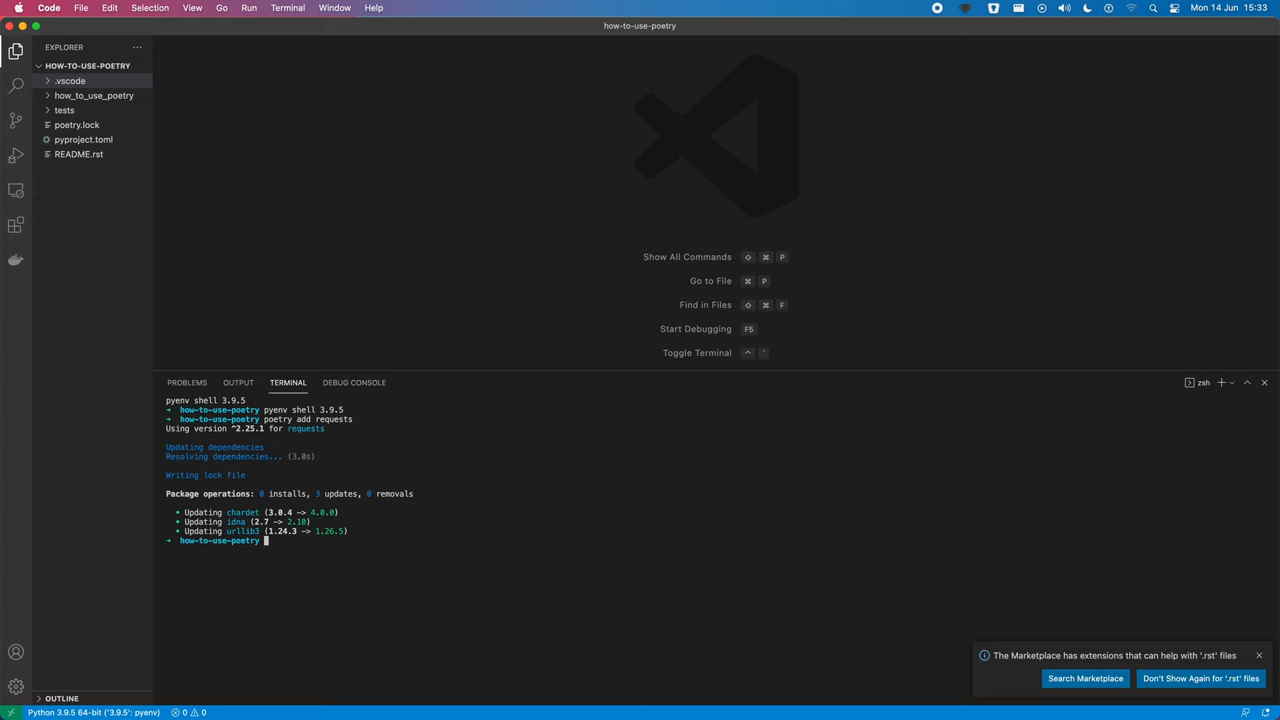 Code File Edit Selection View Go Run Terminal Window Help Mon 14 Jun 15:33
how-to-use-poetry
EXPLORER
HOW-TO-USE-POETRY
.vscode
how_to_use_poetry
tests
poetry.lock
pyproject.toml
README.rst
OUTLINE
Show All Commands ⇧ ⌘ P
Go to File ⌘ P
Find in Files ⇧ ⌘ F
Start Debugging F5
Toggle Terminal ^ `
PROBLEMS OUTPUT TERMINAL DEBUG CONSOLE zsh
pyenv shell 3.9.5
➜ how-to-use-poetry pyenv shell 3.9.5
➜ how-to-use-poetry poetry add requests
Using version ^2.25.1 for requests
Updating dependencies
Resolving dependencies... (3.0s)
Writing lock file
Package operations: 0 installs, 3 updates, 0 removals
• Updating chardet (3.0.4 -> 4.0.0)
• Updating idna (2.7 -> 2.10)
• Updating urllib3 (1.24.3 -> 1.26.5)
➜ how-to-use-poetry
The Marketplace has extensions that can help with '.rst' files
Search Marketplace
Don't Show Again for '.rst' files
Python 3.9.5 64-bit ('3.9.5': pyenv) 0 0